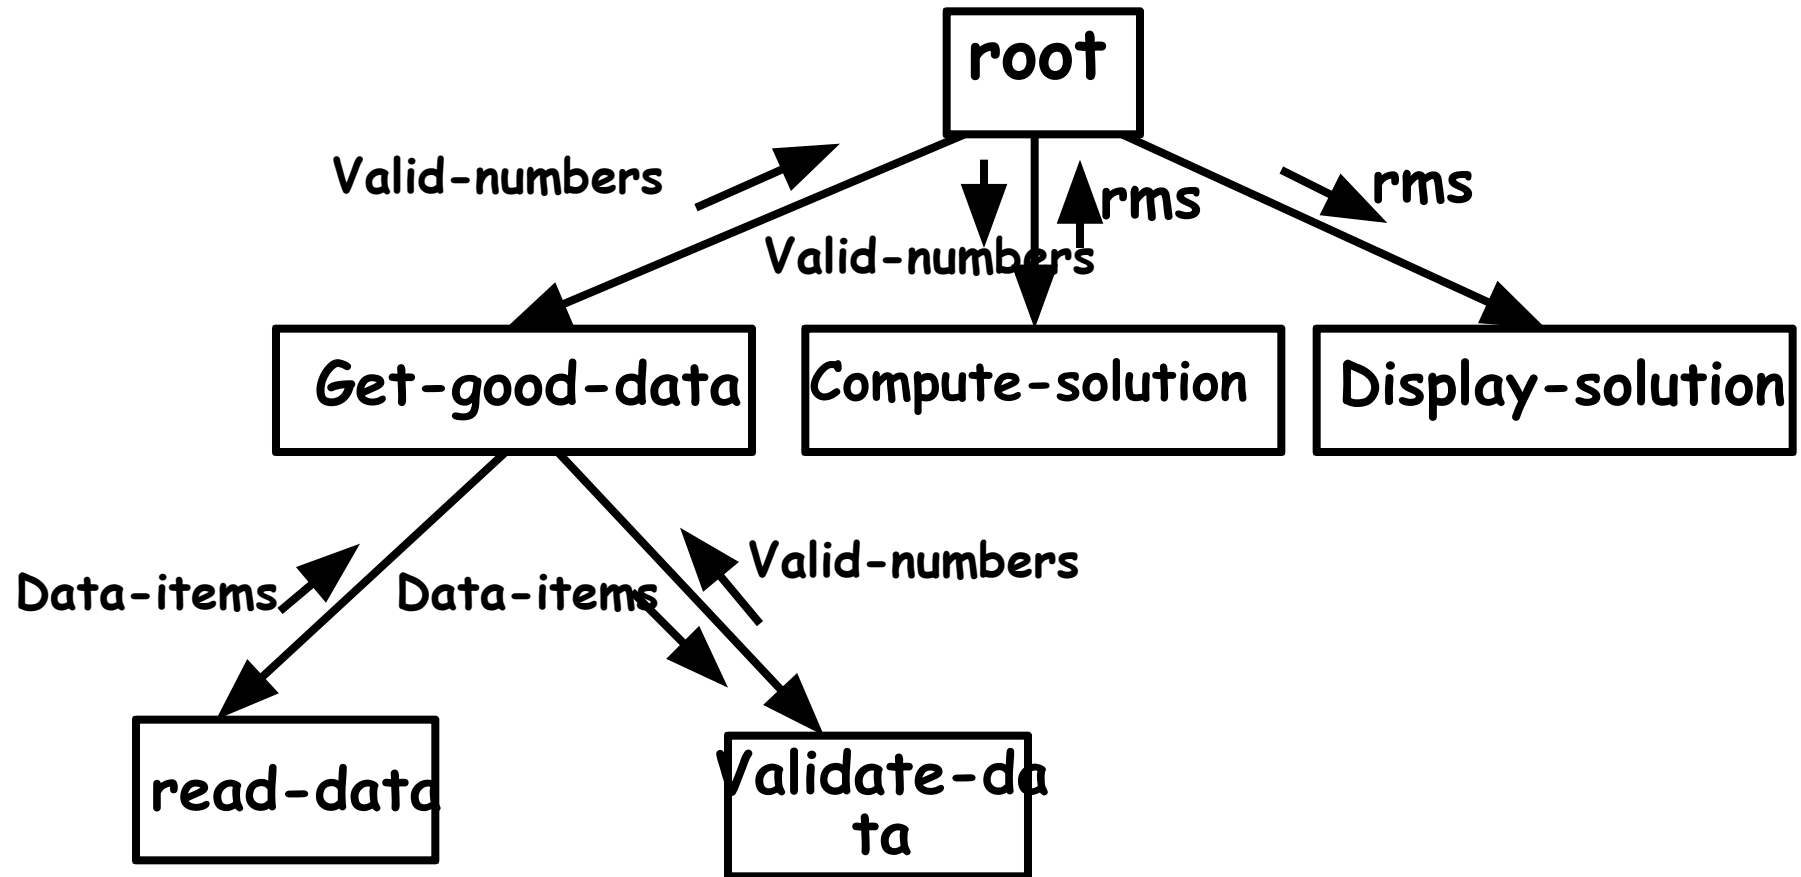 root
Valid-numbers
rms
rms
Valid-numbers
Get-good-data
Compute-solution
Display-solution
Valid-numbers
Data-items
Data-items
read-data
Validate-da
ta